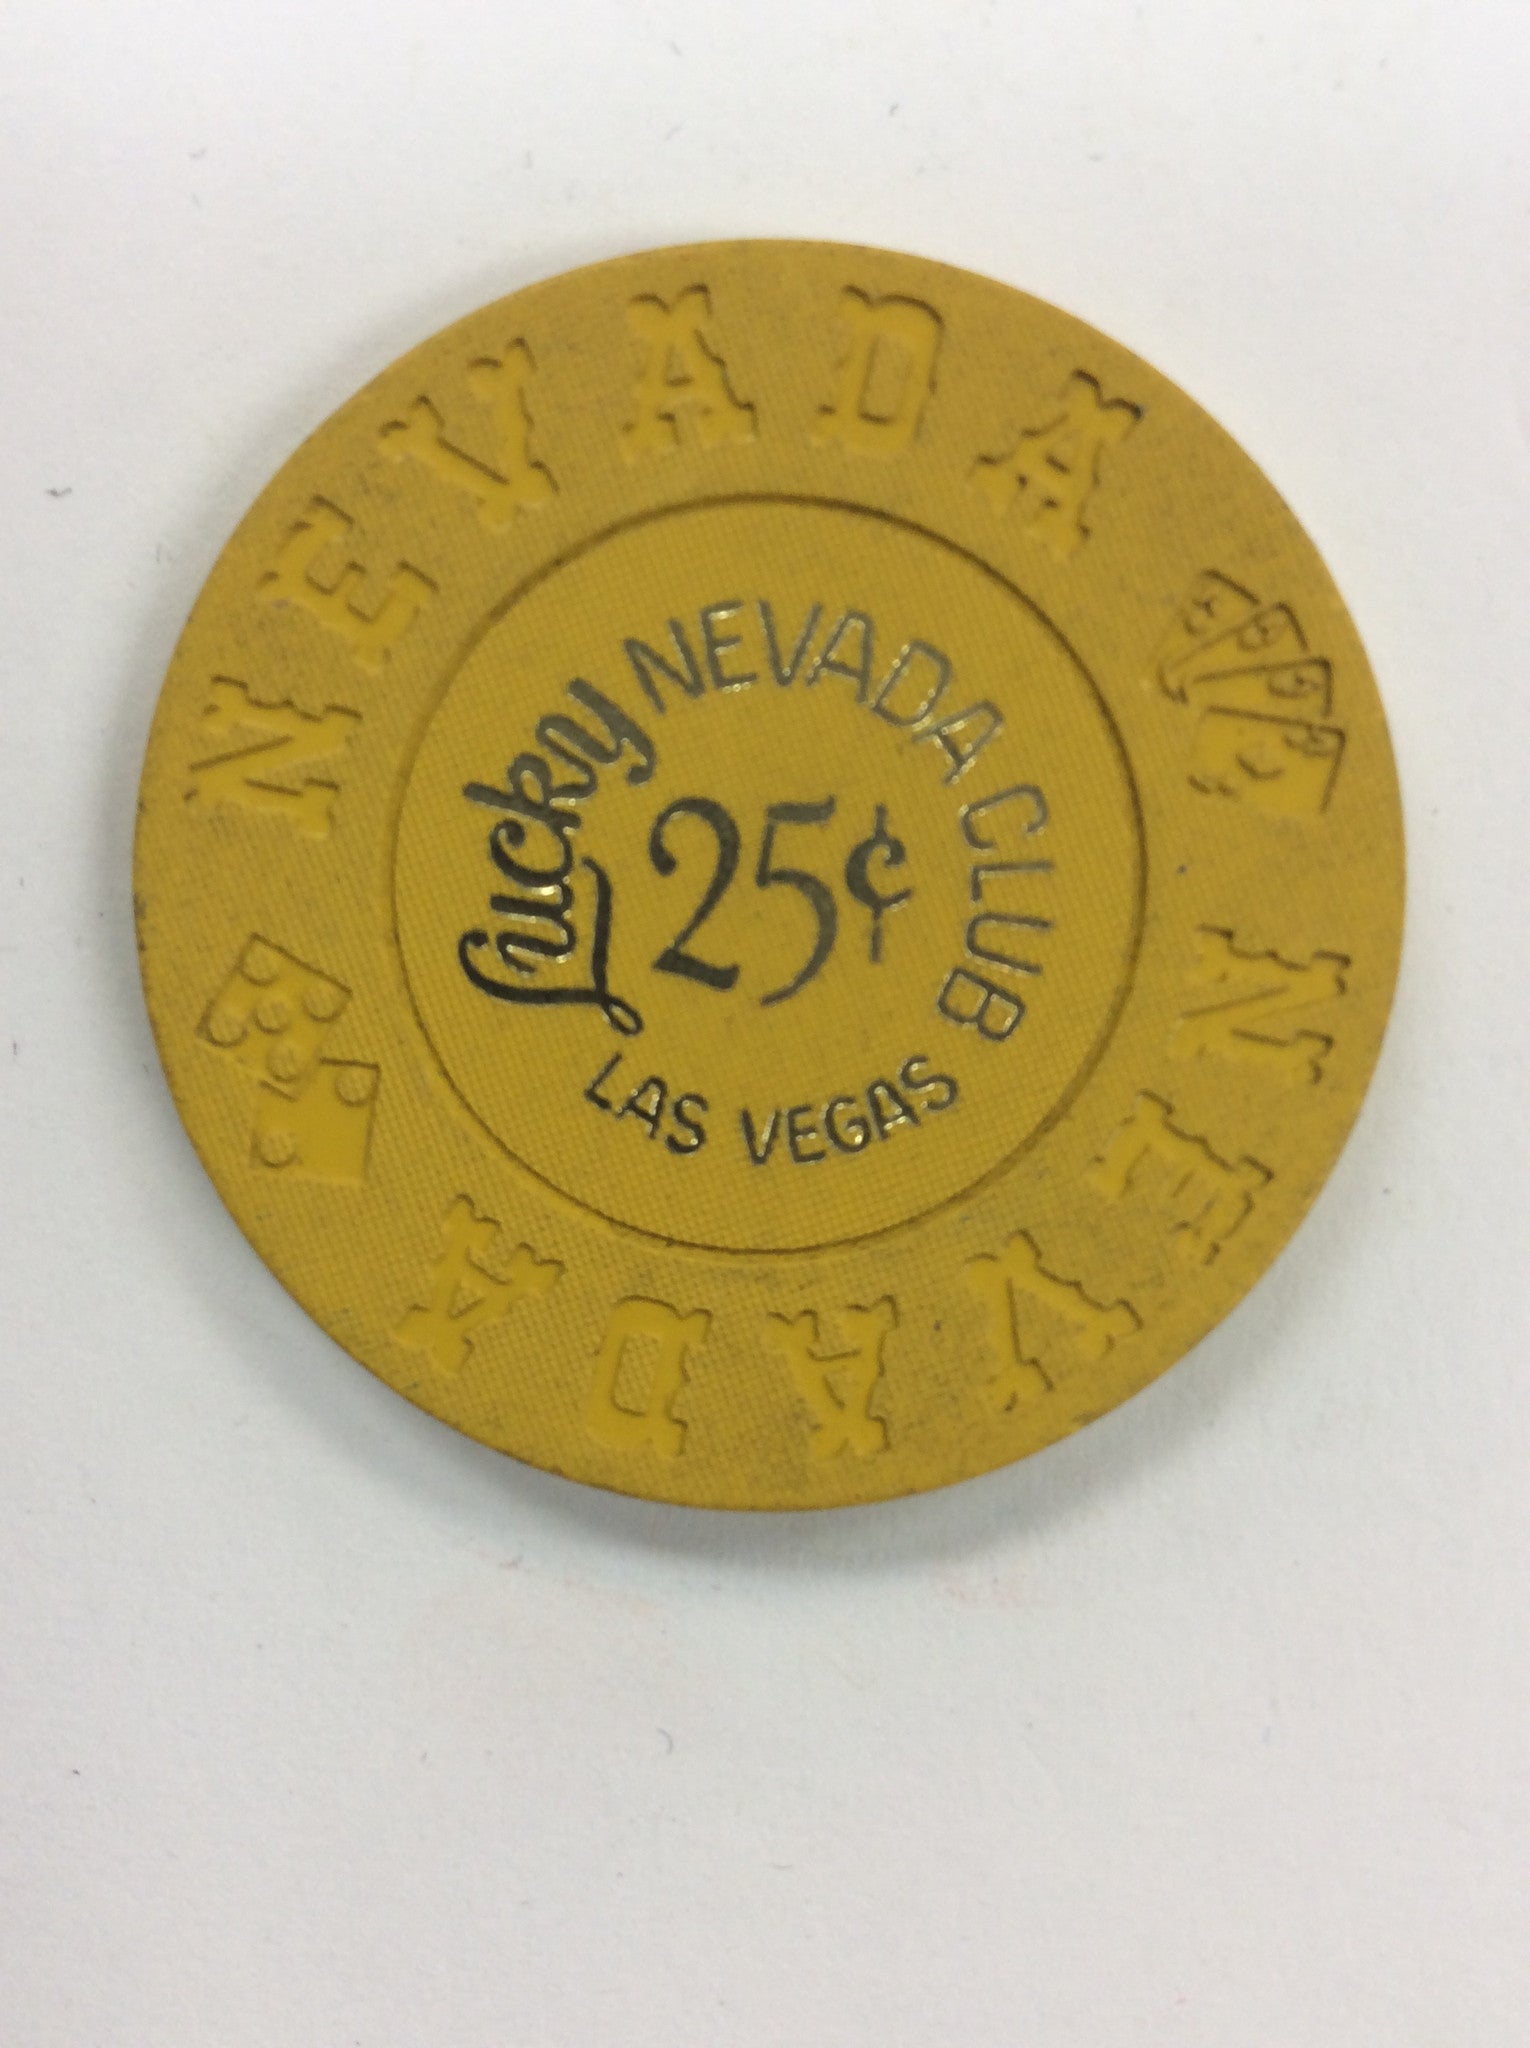 NEVADA
NEVADA
Lucky NEVADA CLUB
25¢
LAS VEGAS